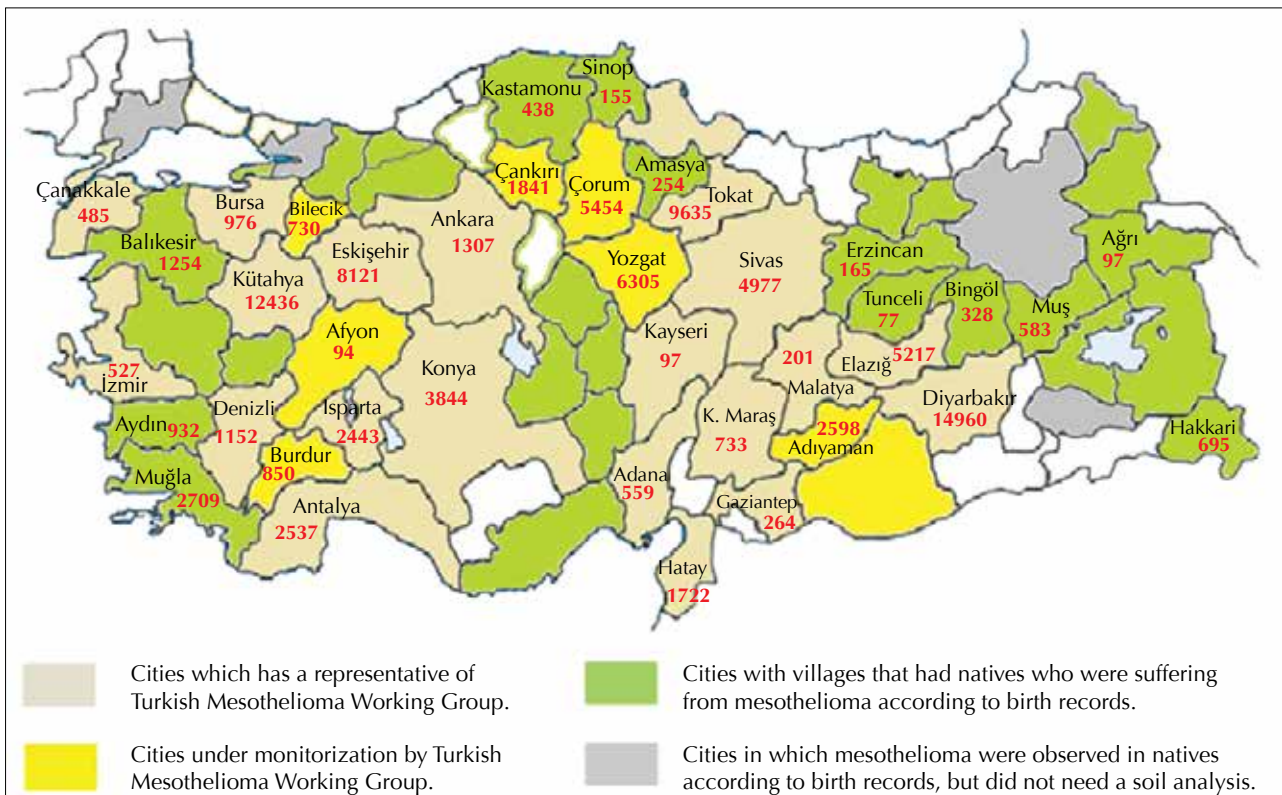 Sinop
155
Kastamonu
438
Çankırı
1841
Çorum
5454
Amasya
254
Tokat
9635
Çanakkale
485
Bursa
976
Bilecik
730
Balıkesir
1254
Kütahya
12436
Eskişehir
8121
Ankara
1307
Yozgat
6305
Sivas
4977
Erzincan
165
Tunceli
77
Bingöl
328
Muş
583
Ağrı
97
Afyon
94
Konya
3844
Kayseri
97
201
Malatya
5217
Elazığ
Diyarbakır
14960
527
İzmir
Aydın 932
Denizli
1152
Isparta
2443
Burdur
850
Muğla
2709
Antalya
2537
K. Maraş
733
2598
Adıyaman
Adana
559
Gaziantep
264
Hatay
1722
Hakkari
695
Cities which has a representative of
Turkish Mesothelioma Working Group.
Cities under monitorization by Turkish
Mesothelioma Working Group.
Cities with villages that had natives who were suffering
from mesothelioma according to birth records.
Cities in which mesothelioma were observed in natives
according to birth records, but did not need a soil analysis.